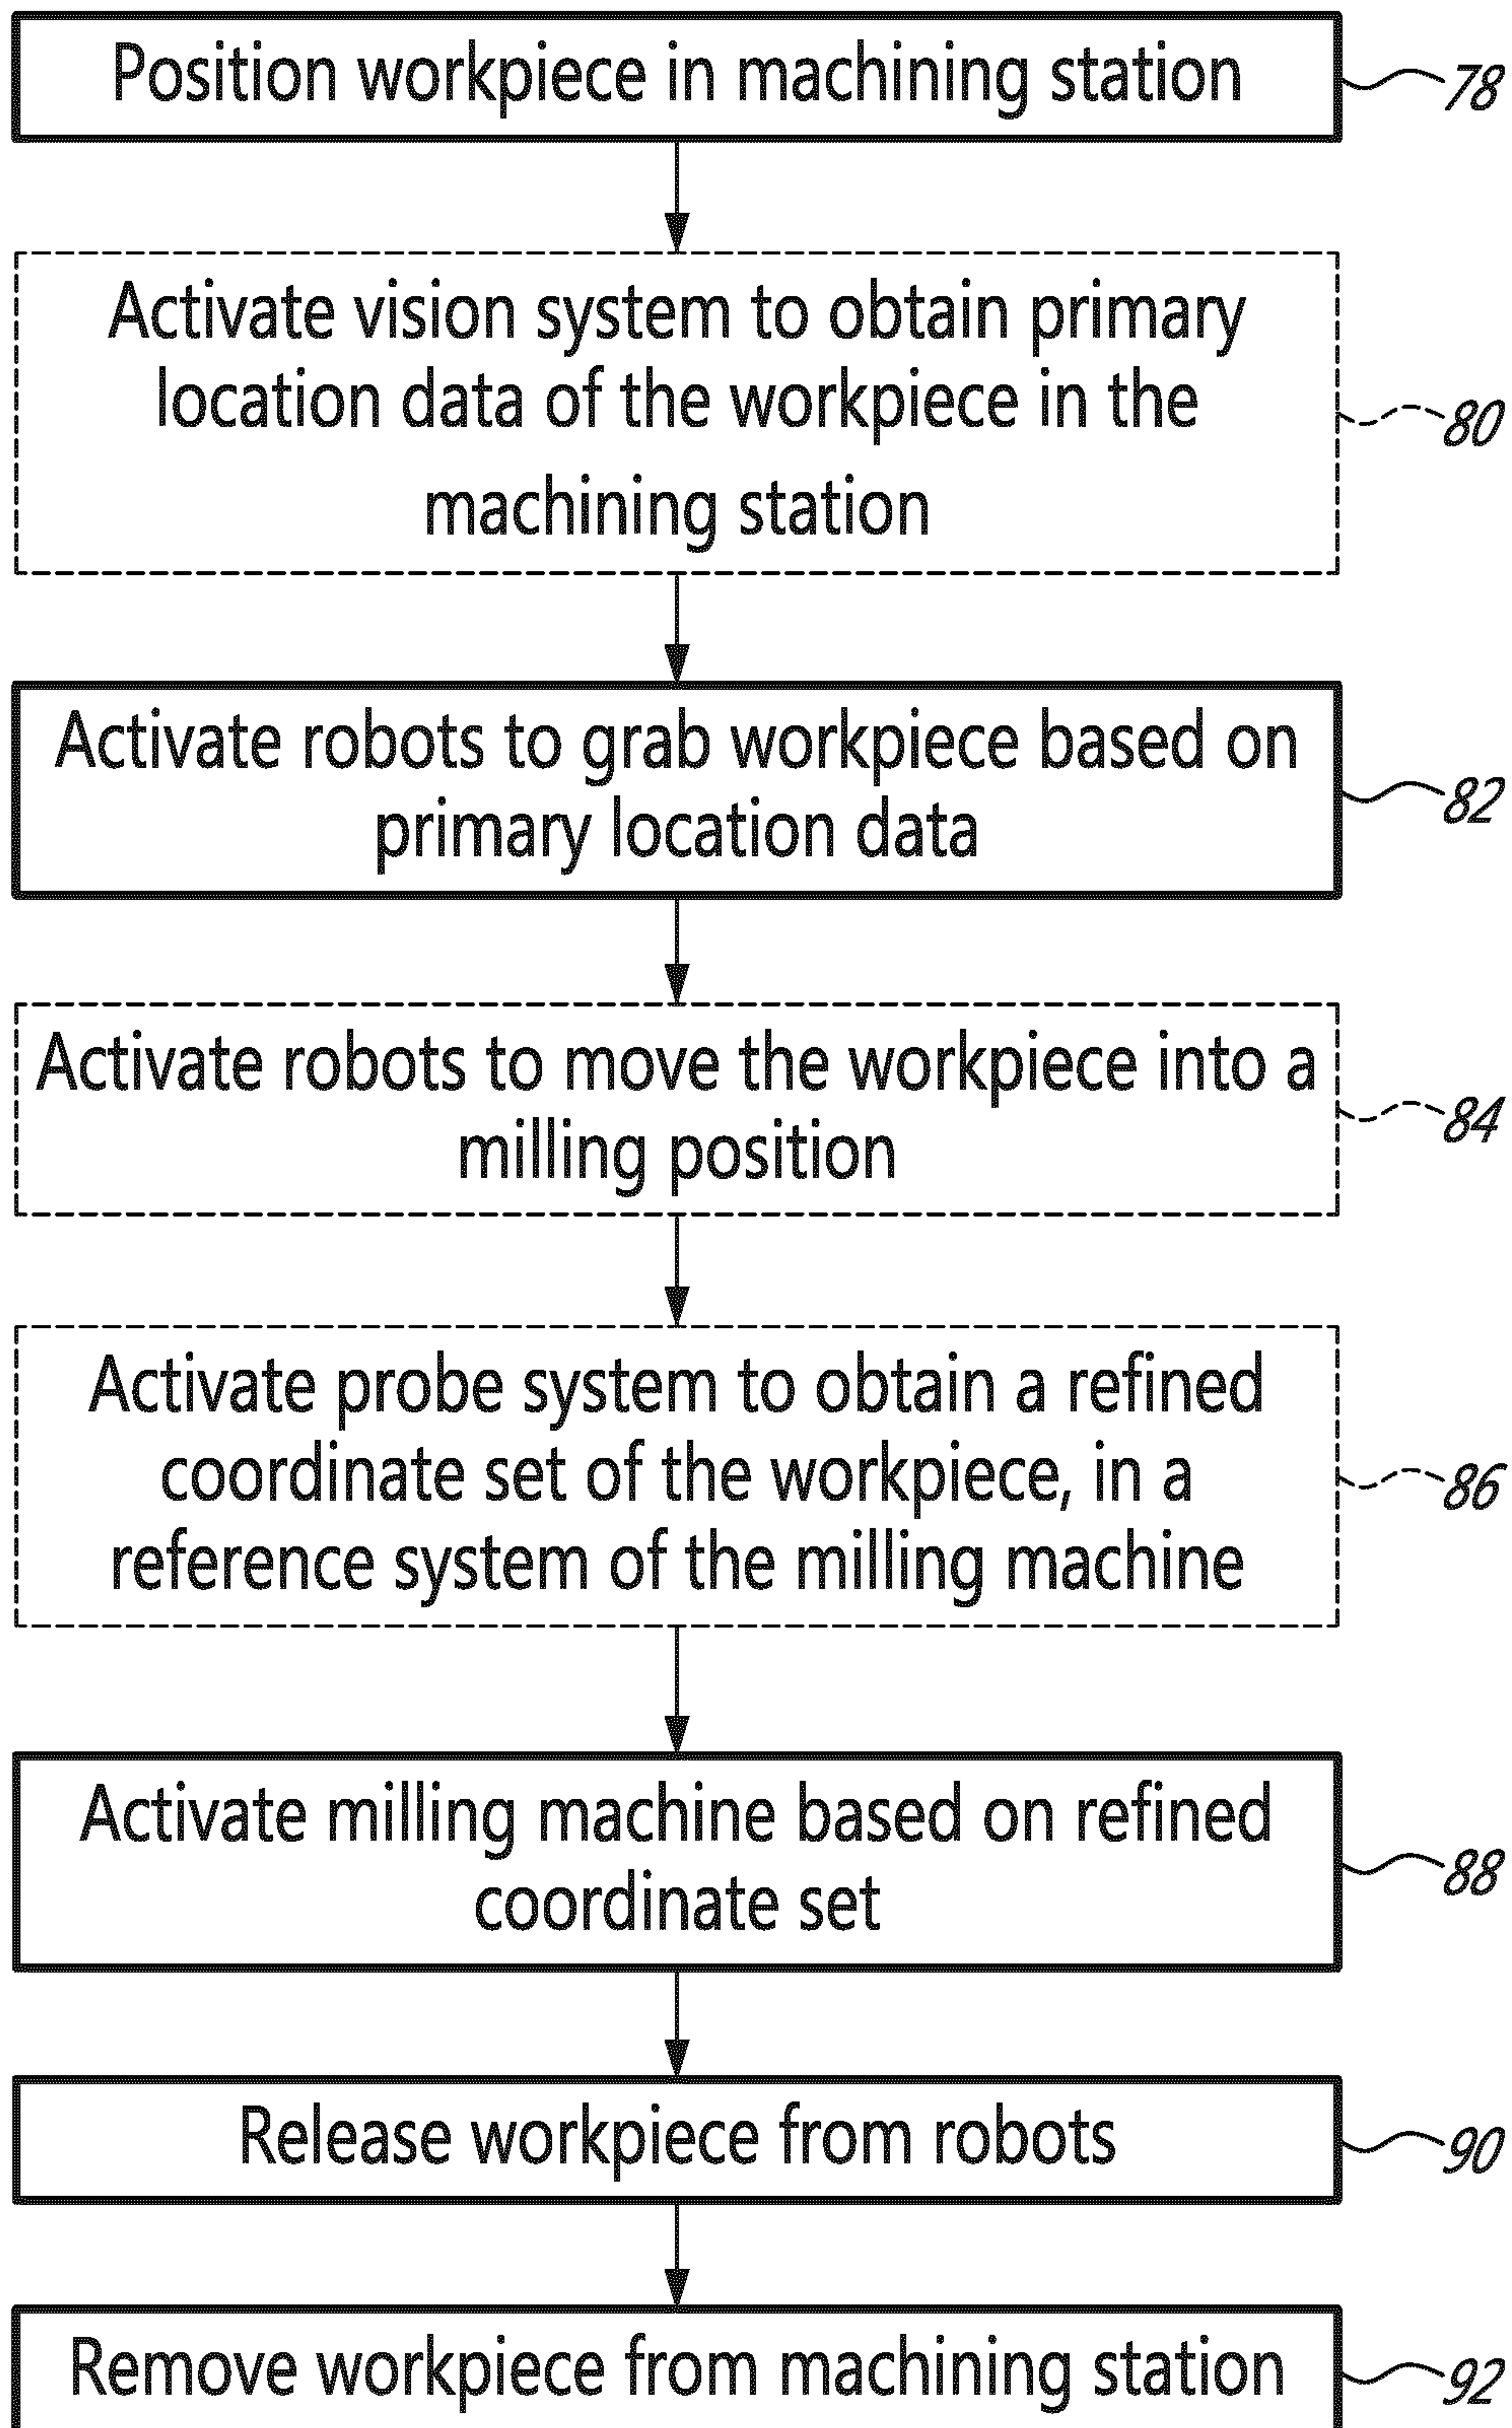 Position workpiece in machining station
78
Activate vision system to obtain primary
location data of the workpiece in the
machining station
80
Activate robots to grab workpiece based on
primary location data
82
Activate robots to move the workpiece into a
milling position
84
Activate probe system to obtain a refined
coordinate set of the workpiece, in a
reference system of the milling machine
86
Activate milling machine based on refined
coordinate set
88
Release workpiece from robots
90
Remove workpiece from machining station
92